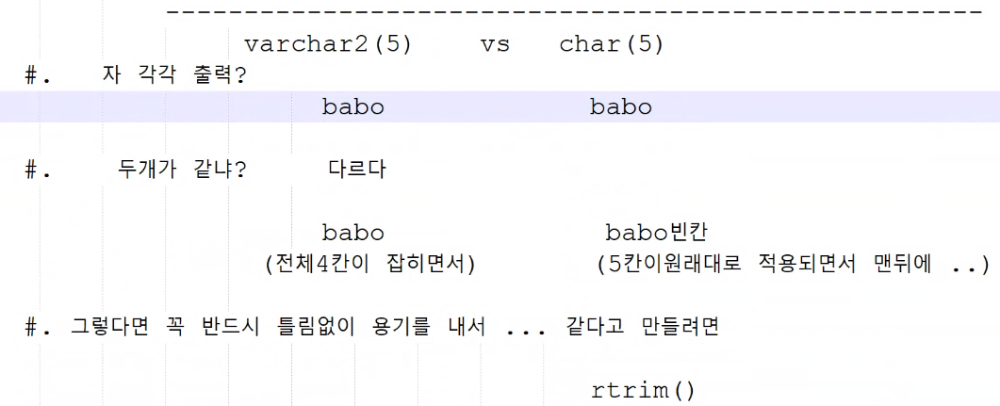 ----------------------------------------------------
varchar2(5) vs char(5)
#. 자 각각 출력?
babo babo
#. 두개가 같냐? 다르다
babo babo빈칸
(전체4칸이 잡히면서) (5칸이원래대로 적용되면서 맨뒤에 ..)
#. 그렇다면 꼭 반드시 틀림없이 용기를 내서 ... 같다고 만들려면
rtrim()